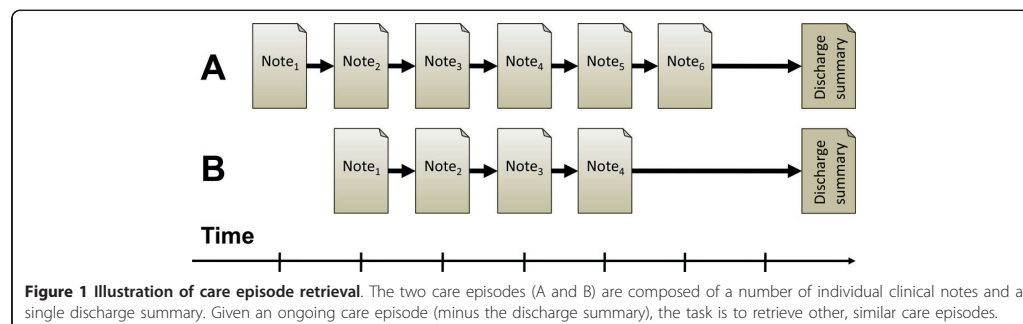 A
Note1
Note2
Note3
Note4
Note5
Note6
Discharge
summary
B
Note1
Note2
Note3
Note4
Discharge
summary
Time
Figure 1 Illustration of care episode retrieval. The two care episodes (A and B) are composed of a number of individual clinical notes and a
single discharge summary. Given an ongoing care episode (minus the discharge summary), the task is to retrieve other, similar care episodes.